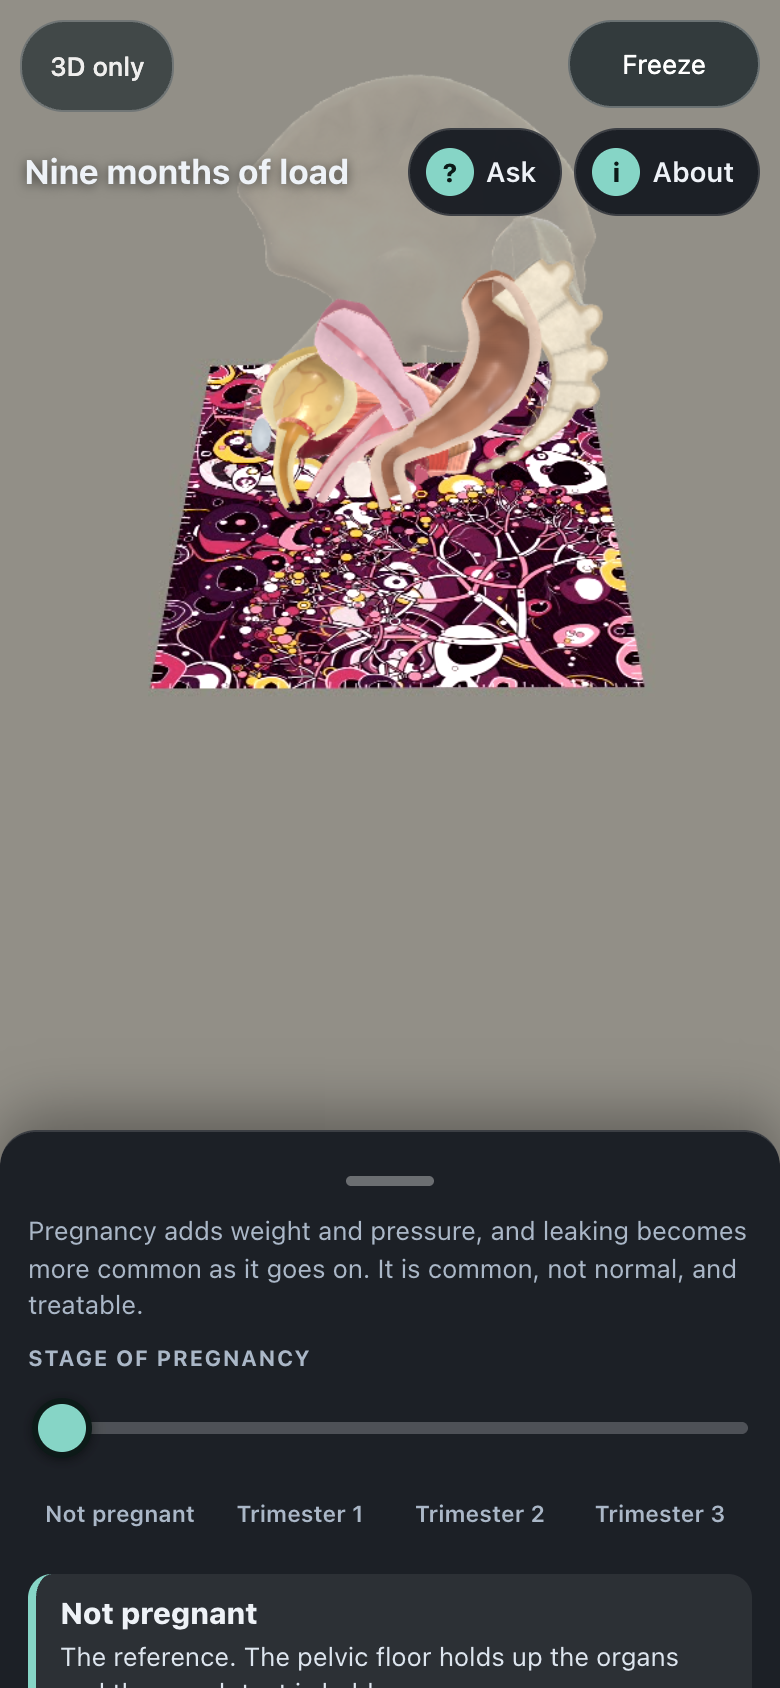 3D only
Freeze
Nine months of load
? Ask
i About
Pregnancy adds weight and pressure, and leaking becomes
more common as it goes on. It is common, not normal, and
treatable.
STAGE OF PREGNANCY
Not pregnant
Trimester 1
Trimester 2
Trimester 3
Not pregnant
The reference. The pelvic floor holds up the organs